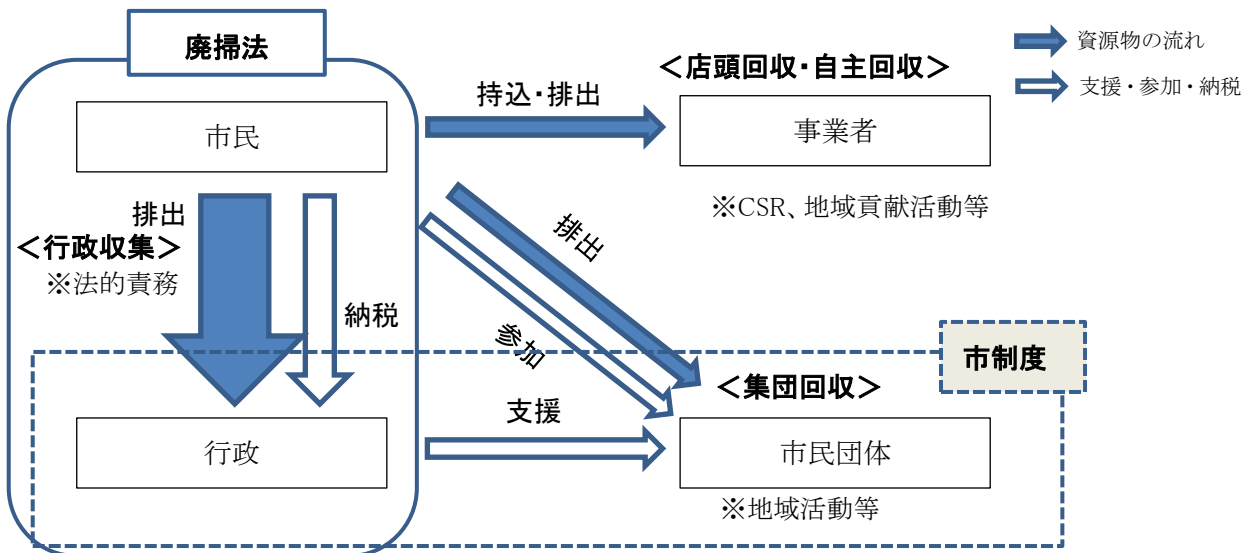 廃掃法
資源物の流れ
支援・参加・納税
＜店頭回収・自主回収＞
持込・排出
市民
事業者
※CSR、地域貢献活動等
排出
＜行政収集＞
※法的責務
納税
排出
参加
市制度
＜集団回収＞
支援
行政
市民団体
※地域活動等